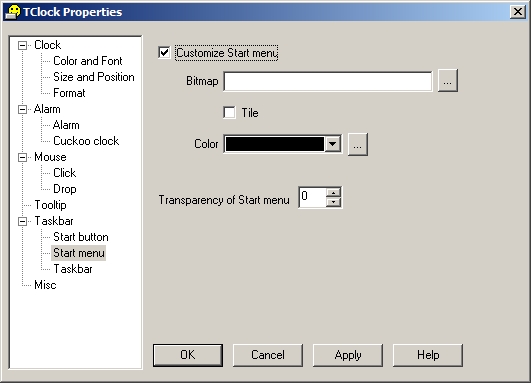 TClock Properties
Clock
Color and Font
Size and Position
Format
Alarm
Alarm
Cuckoo clock
Mouse
Click
Drop
Tooltip
Taskbar
Start button
Start menu
Taskbar
Misc
Customize Start menu
Bitmap
...
Tile
Color
...
Transparency of Start menu 0
OK
Cancel
Apply
Help